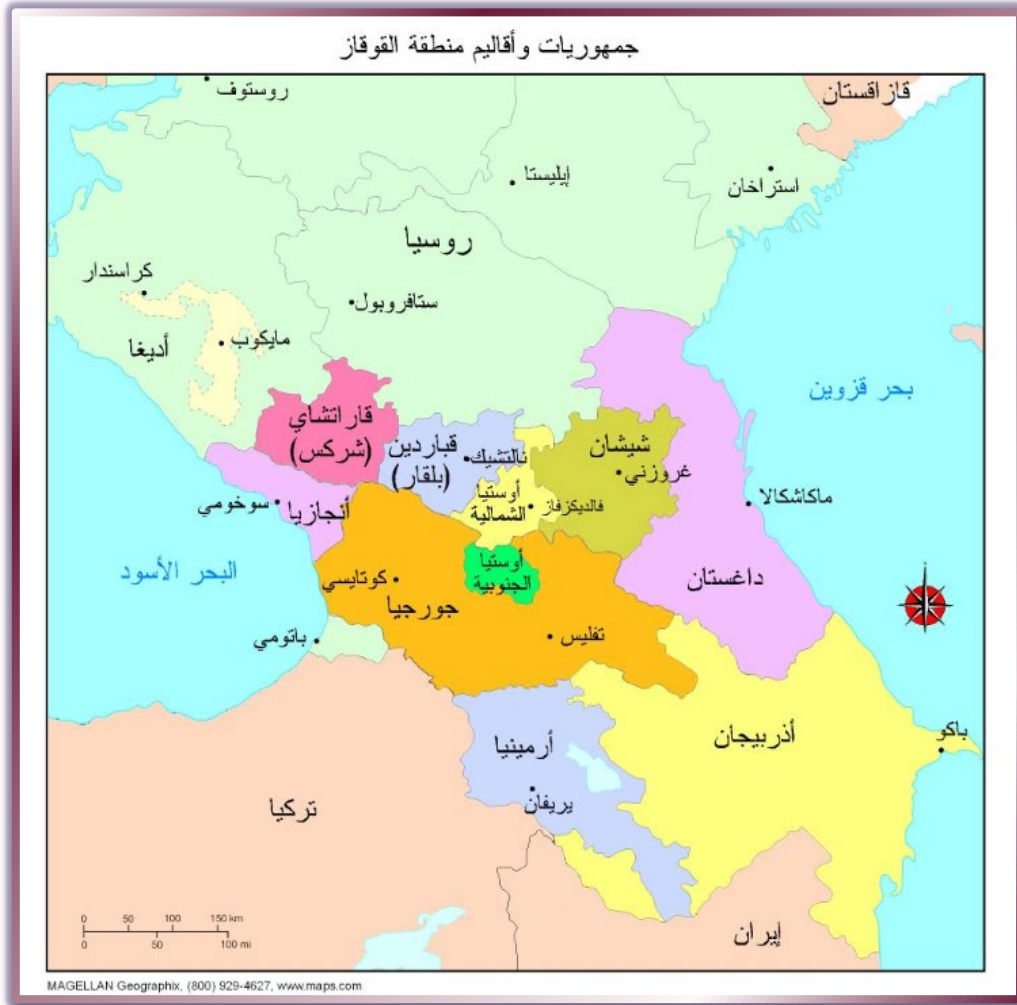 جمهوريات وأقاليم منطقة القوقاز
روستوف
قازاقستان
إيليستا
استراخان
روسيا
كراسندار
ستافروبول
مايكوب
أديغا
بحر قزوين
قاراتشاي
(شركس)
قباردين
(بلقار)
نالتشيك
شيشان
غروزني
أوستيا
الشمالية
فالديكزفاز
ماكاشكالا
أنجازيا
سوخومي
البحر الأسود
أوستيا
الجنوبية
داغستان
كوتايسي
جورجيا
تفليس
باتومي
أذربيجان
باكو
أرمينيا
يريفان
تركيا
إيران
0 50 100 150 km
0 50 100 mi
MAGELLAN Geographix, (800) 929-4627, www.maps.com